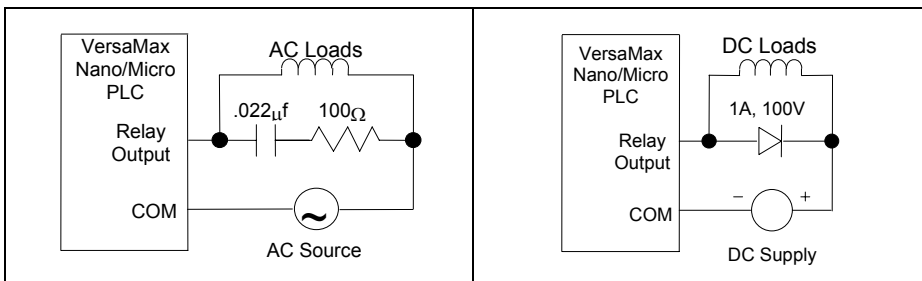 VersaMax
Nano/Micro
PLC
AC Loads
.022µf
100Ω
Relay
Output
COM
~
AC Source
VersaMax
Nano/Micro
PLC
DC Loads
1A, 100V
Relay
Output
COM
− +
DC Supply